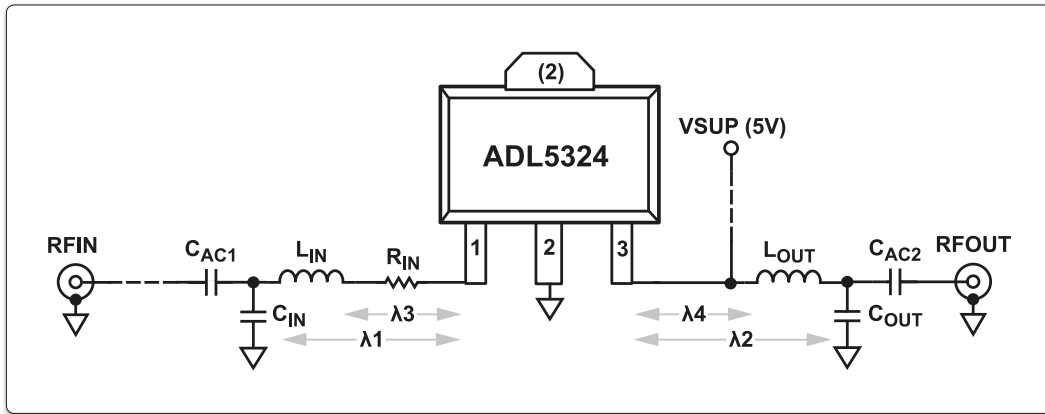 (2)
VSUP (5V)
ADL5324
RFIN
CAC1
LIN
RIN
1
2
3
LOUT
CAC2
RFOUT
CIN
λ3
λ1
λ4
λ2
COUT